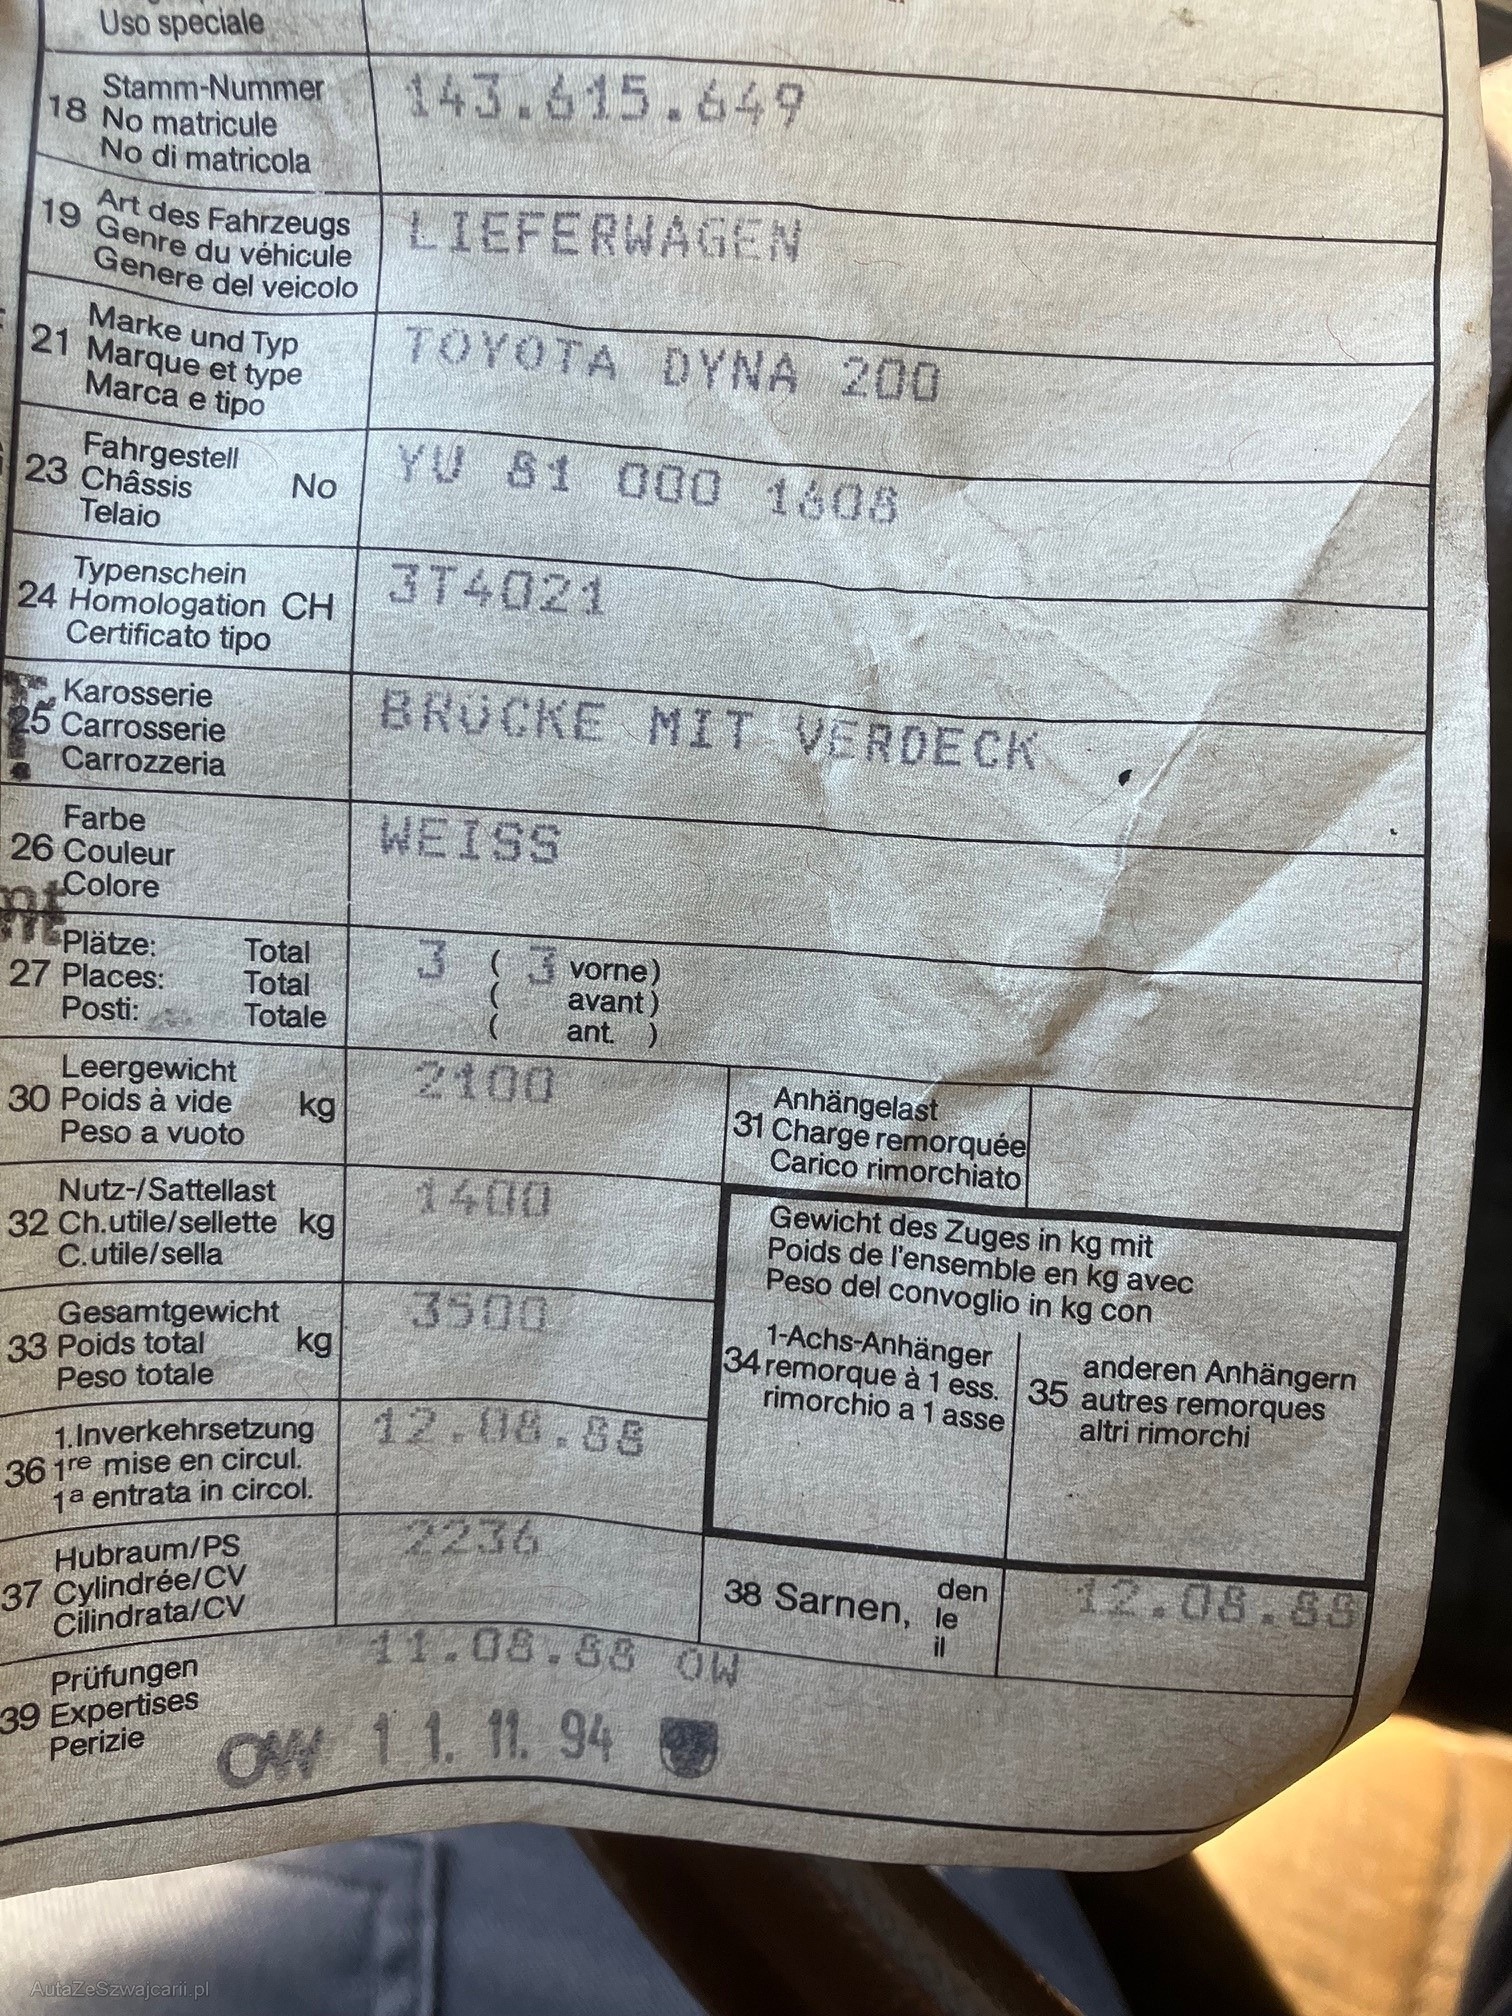 Uso speciale
Stamm-Nummer
18 No matricule
No di matricola
143.615.649
Art des Fahrzeugs
19 Genre du véhicule
Genere del veicolo
LIEFERWAGEN
Marke und Typ
21 Marque et type
Marca e tipo
TOYOTA DYNA 200
Fahrgestell
23 Châssis No
Telaio
YU 81 000 1608
Typenschein
24 Homologation CH
Certificato tipo
3T4021
Karosserie
25 Carrosserie
Carrozzeria
BRÜCKE MIT VERDECK
Farbe
26 Couleur
Colore
WEISS
Plätze: Total
27 Places: Total
Posti: Totale
3 ( 3 vorne)
( avant)
( ant. )
Leergewicht
30 Poids à vide kg
Peso a vuoto
2100
Anhängelast
31 Charge remorquée
Carico rimorchiato
Nutz-/Sattellast
32 Ch.utile/sellette kg
C.utile/sella
1400
Gewicht des Zuges in kg mit
Poids de l'ensemble en kg avec
Peso del convoglio in kg con
Gesamtgewicht
33 Poids total kg
Peso totale
3500
1-Achs-Anhänger
34 remorque à 1 ess.
rimorchio a 1 asse
anderen Anhängern
35 autres remorques
altri rimorchi
1.Inverkehrsetzung
36 1re mise en circul.
1a entrata in circol.
12.08.88
Hubraum/PS
37 Cylindrée/CV
Cilindrata/CV
2236
38 Sarnen, den
le
il
12.08.88
Prüfungen
39 Expertises
Perizie
11.08.88 OW
OW 11. 11. 94
AutaZeSzwajcarii.pl